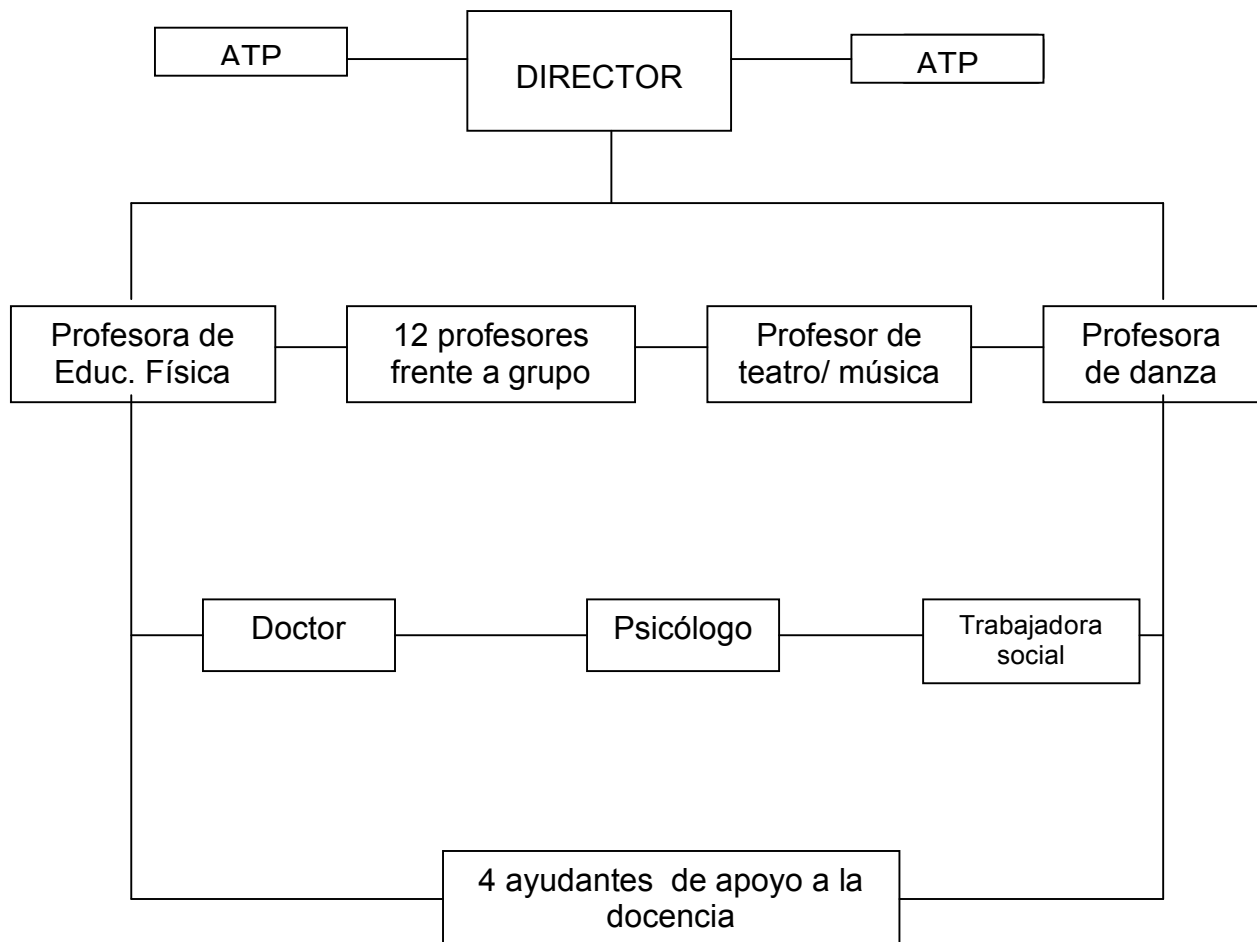 ATP
DIRECTOR
ATP
Profesora de
Educ. Física
12 profesores
frente a grupo
Profesor de
teatro/ música
Profesora
de danza
Doctor
Psicólogo
Trabajadora
social
4 ayudantes  de apoyo a la
docencia